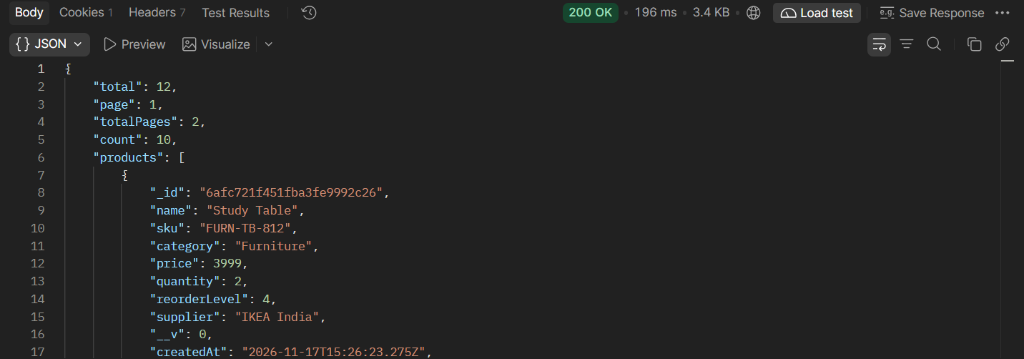 Body Cookies 1 Headers 7 Test Results 200 OK • 196 ms • 3.4 KB • e.g. Save Response Load test
{} JSON Preview Visualize
1 {
2 "total": 12,
3 "page": 1,
4 "totalPages": 2,
5 "count": 10,
6 "products": [
7 {
8 "_id": "6afc721f451fba3fe9992c26",
9 "name": "Study Table",
10 "sku": "FURN-TB-812",
11 "category": "Furniture",
12 "price": 3999,
13 "quantity": 2,
14 "reorderLevel": 4,
15 "supplier": "IKEA India",
16 "__v": 0,
17 "createdAt": "2026-11-17T15:26:23.275Z",